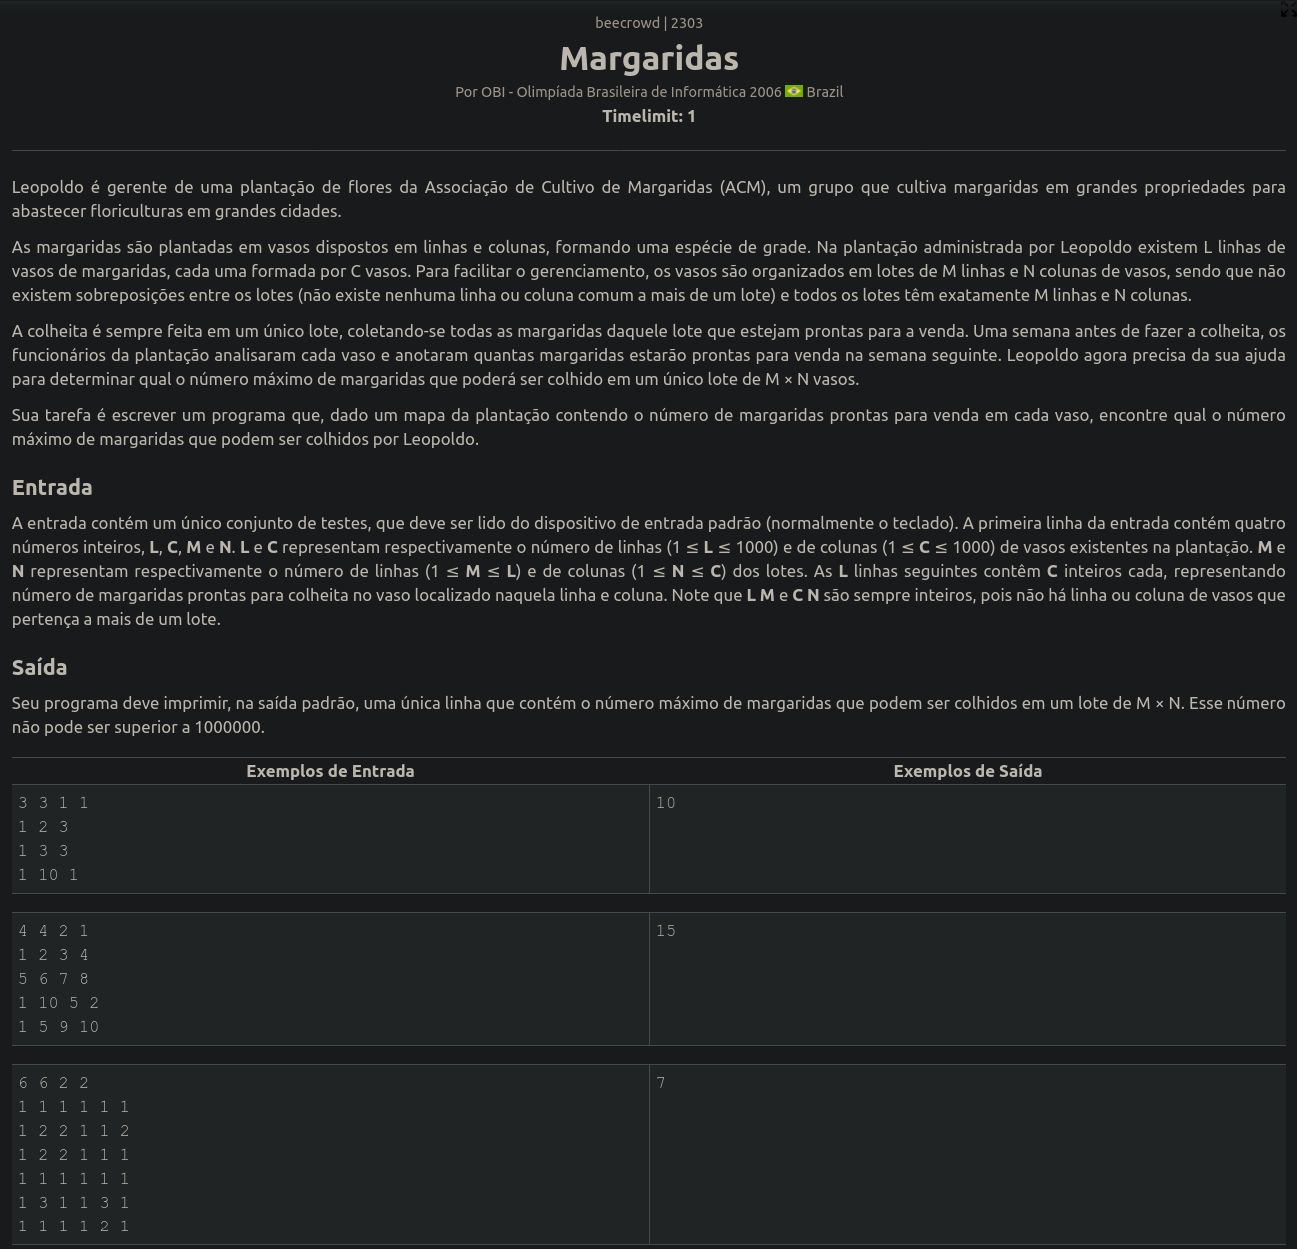 beecrowd | 2303
Margaridas
Por OBI - Olimpíada Brasileira de Informática 2006 Brazil
Timelimit: 1
Leopoldo é gerente de uma plantação de flores da Associação de Cultivo de Margaridas (ACM), um grupo que cultiva margaridas em grandes propriedades para
abastecer floriculturas em grandes cidades.
As margaridas são plantadas em vasos dispostos em linhas e colunas, formando uma espécie de grade. Na plantação administrada por Leopoldo existem L linhas de
vasos de margaridas, cada uma formada por C vasos. Para facilitar o gerenciamento, os vasos são organizados em lotes de M linhas e N colunas de vasos, sendo que não
existem sobreposições entre os lotes (não existe nenhuma linha ou coluna comum a mais de um lote) e todos os lotes têm exatamente M linhas e N colunas.
A colheita é sempre feita em um único lote, coletando-se todas as margaridas daquele lote que estejam prontas para a venda. Uma semana antes de fazer a colheita, os
funcionários da plantação analisaram cada vaso e anotaram quantas margaridas estarão prontas para venda na semana seguinte. Leopoldo agora precisa da sua ajuda
para determinar qual o número máximo de margaridas que poderá ser colhido em um único lote de M × N vasos.
Sua tarefa é escrever um programa que, dado um mapa da plantação contendo o número de margaridas prontas para venda em cada vaso, encontre qual o número
máximo de margaridas que podem ser colhidos por Leopoldo.
Entrada
A entrada contém um único conjunto de testes, que deve ser lido do dispositivo de entrada padrão (normalmente o teclado). A primeira linha da entrada contém quatro
números inteiros, L, C, M e N. L e C representam respectivamente o número de linhas (1 ≤ L ≤ 1000) e de colunas (1 ≤ C ≤ 1000) de vasos existentes na plantação. M e
N representam respectivamente o número de linhas (1 ≤ M ≤ L) e de colunas (1 ≤ N ≤ C) dos lotes. As L linhas seguintes contêm C inteiros cada, representando
número de margaridas prontas para colheita no vaso localizado naquela linha e coluna. Note que L M e C N são sempre inteiros, pois não há linha ou coluna de vasos que
pertença a mais de um lote.
Saída
Seu programa deve imprimir, na saída padrão, uma única linha que contém o número máximo de margaridas que podem ser colhidos em um lote de M × N. Esse número
não pode ser superior a 1000000.
Exemplos de Entrada Exemplos de Saída
3 3 1 1 10
1 2 3
1 3 3
1 10 1
4 4 2 1 15
1 2 3 4
5 6 7 8
1 10 5 2
1 5 9 10
6 6 2 2 7
1 1 1 1 1 1
1 2 2 1 1 2
1 2 2 1 1 1
1 1 1 1 1 1
1 3 1 1 3 1
1 1 1 1 2 1